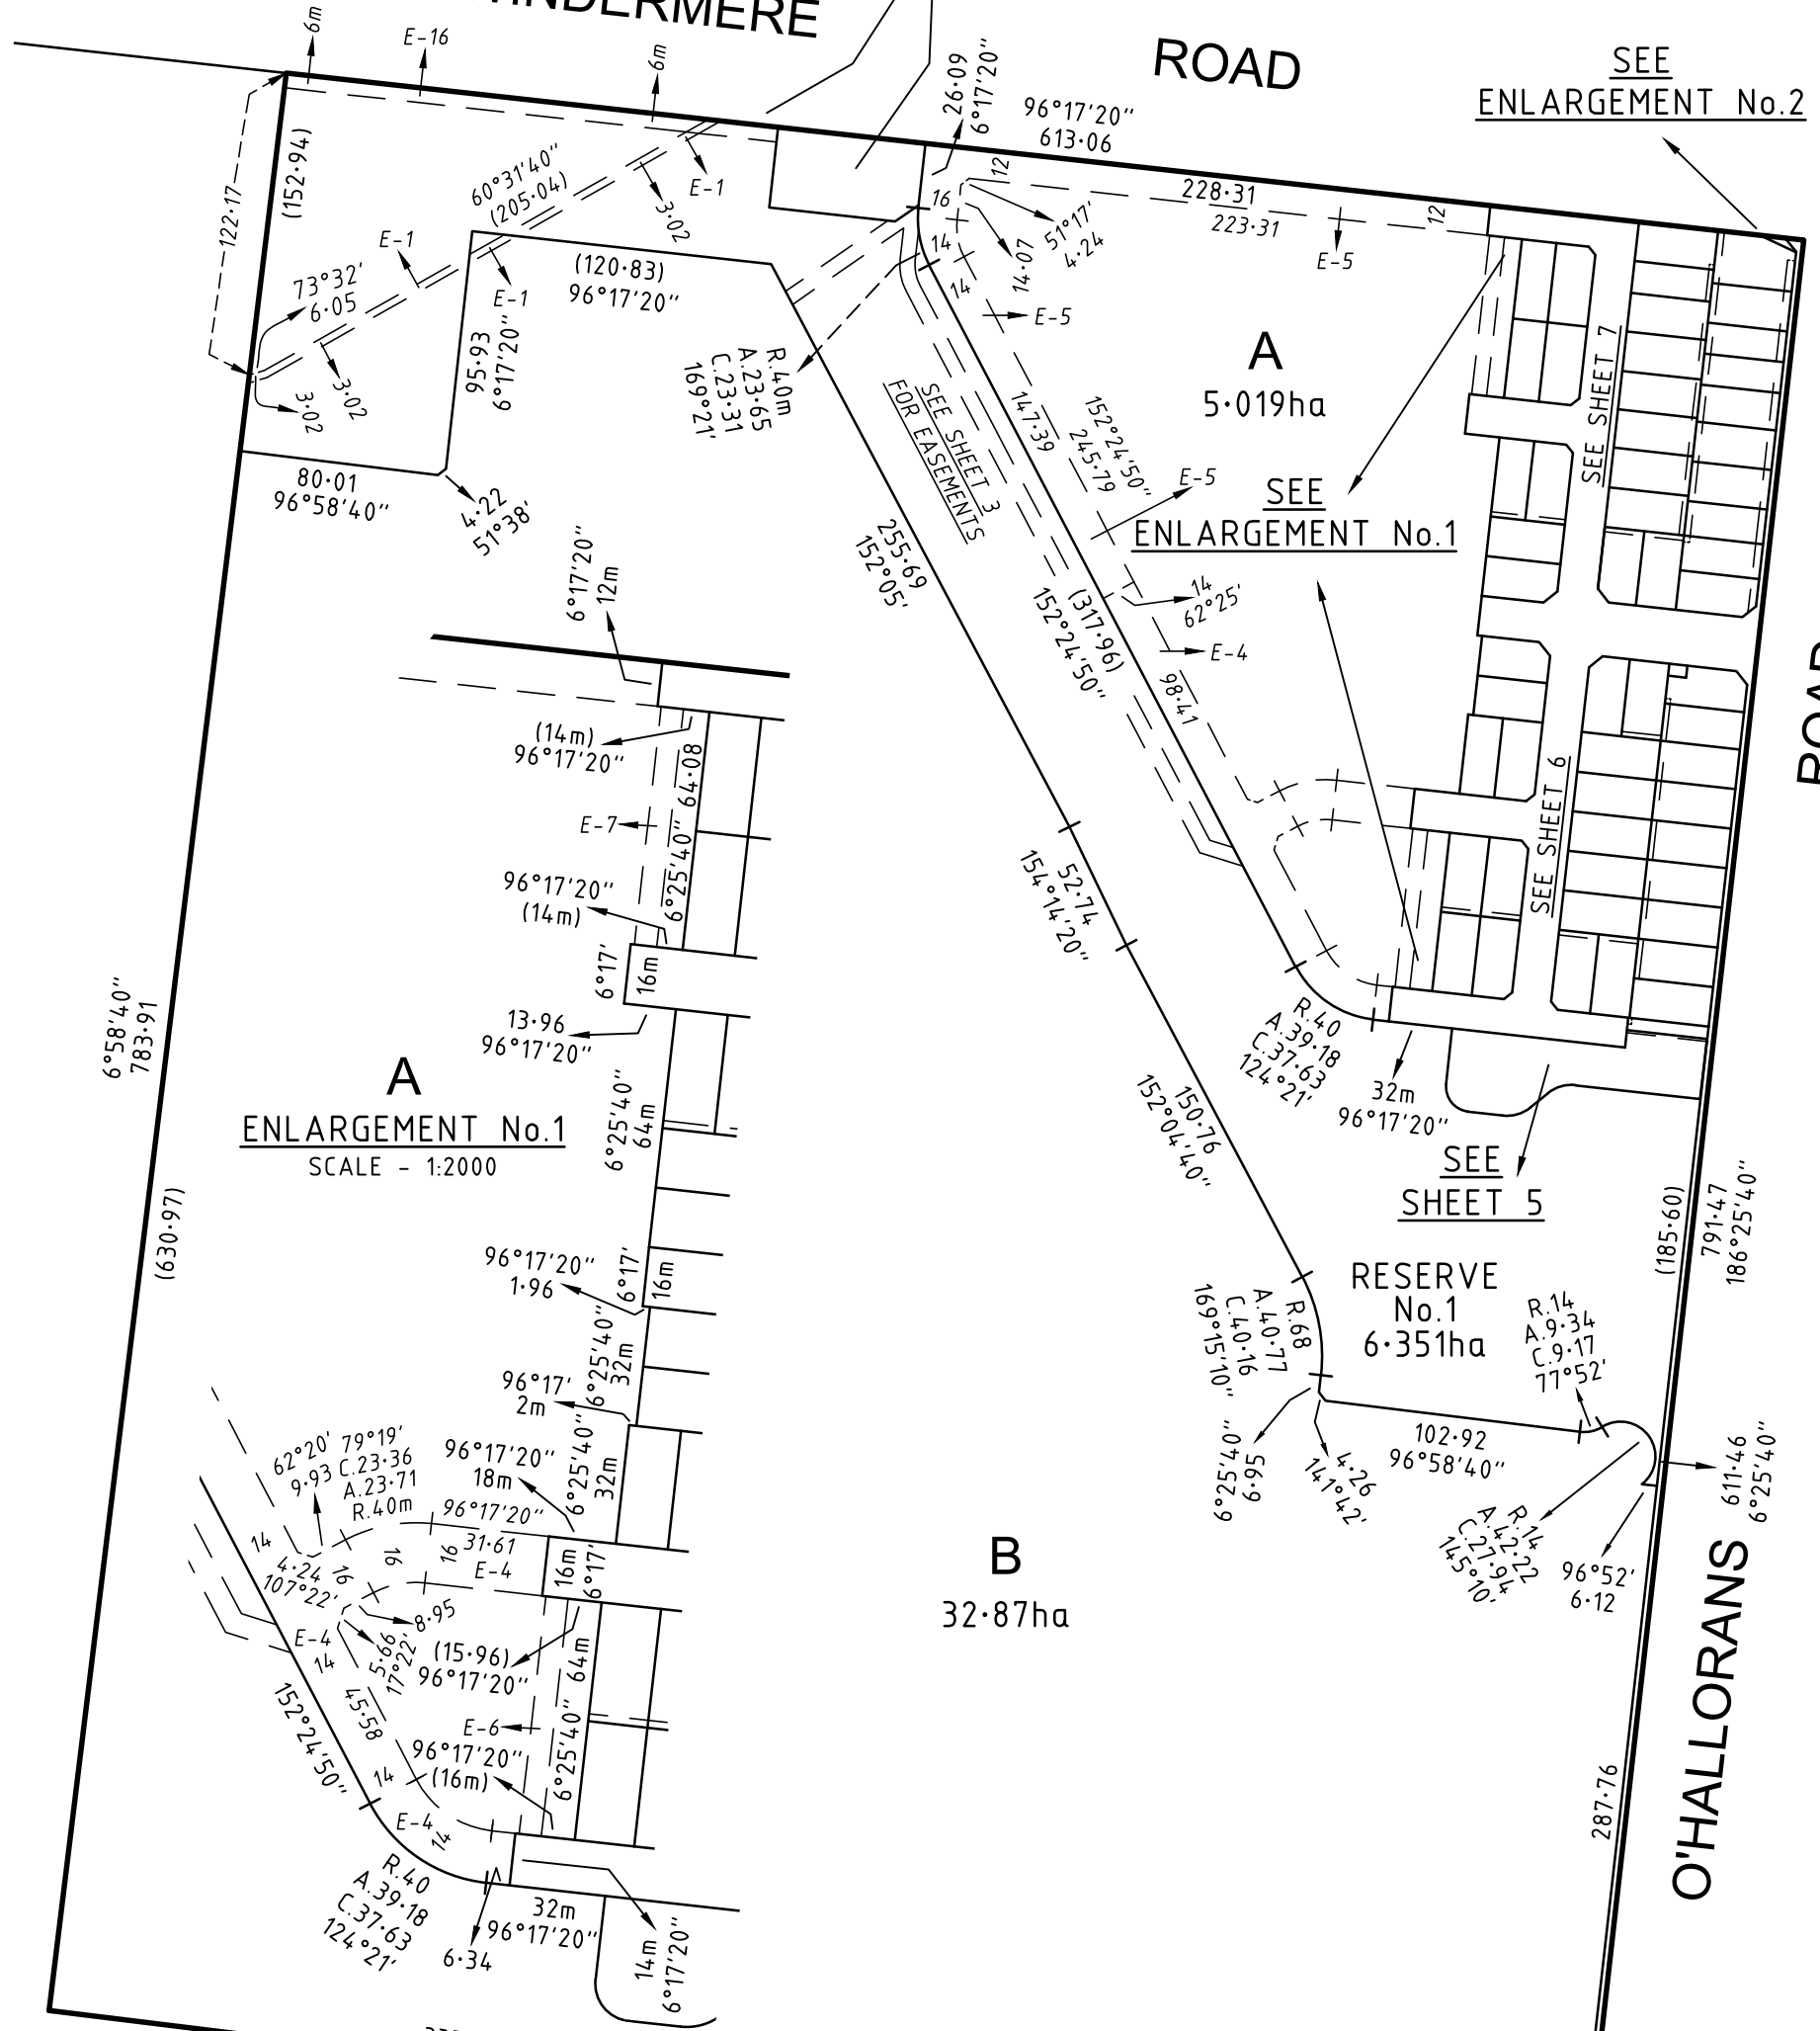 WINDERMERE
ROAD
SEE
ENLARGEMENT No.2
6m
E-16
6m
26·09
6°17'20"
96°17'20"
613·06
122·17
(152·94)
60°31'40"
(205·04)
E-1
3·02
E-1
16
12
228·31
223·31
12
51°17'
4·24
14·07
14
14
E-5
E-5
73°32'
6·05
E-1
(120·83)
96°17'20"
95·93
6°17'20"
3·02
3·02
R.40m
A.23·65
C.23·31
169°21'
SEE SHEET 3
FOR EASEMENTS
147·39
152°24'50"
245·79
A
5·019ha
SEE SHEET 7
80·01
96°58'40"
4·22
51°38'
E-5
SEE
ENLARGEMENT No.1
255·69
152°05'
14
62°25'
(317·96)
152°24'50"
E-4
98·41
6°17'20"
12m
ROAD
(14m)
96°17'20"
64·08
6°25'40"
E-7
96°17'20"
(14m)
6°17'
16m
13·96
96°17'20"
SEE SHEET 6
52·74
154°14'20"
6°58'40"
783·91
A
ENLARGEMENT No.1
SCALE - 1:2000
6°25'40"
64m
R.40
A.39·18
C.37·63
124°21'
32m
96°17'20"
150·76
152°04'40"
SEE
SHEET 5
(185·60)
791·47
186°25'40"
(630·97)
96°17'20"
1·96
6°17'
16m
RESERVE
No.1
6·351ha
R.68
A.40·77
C.40·16
169°15'10"
R.14
A.9·34
C.9·17
77°52'
6°25'40"
32m
96°17'
2m
6°25'40"
6·95
4·26
141°42'
102·92
96°58'40"
611·46
6°25'40"
62°20'
9·93
79°19'
C.23·36
A.23·71
R.40m
96°17'20"
18m
6°25'40"
32m
96°17'20"
31·61
E-4
14
4·24
107°22'
16
16
16
16m
6°17'
R.14
A.42·22
C.27·94
145°10'
96°52'
6·12
B
32·87ha
8·95
5·66
17°22'
E-4
14
(15·96)
96°17'20"
64m
6°25'40"
45·58
152°24'50"
E-6
96°17'20"
(16m)
14
E-4
14
O'HALLORANS
287·76
R.40
A.39·18
C.37·63
124°21'
6·34
32m
96°17'20"
14m
6°17'20"